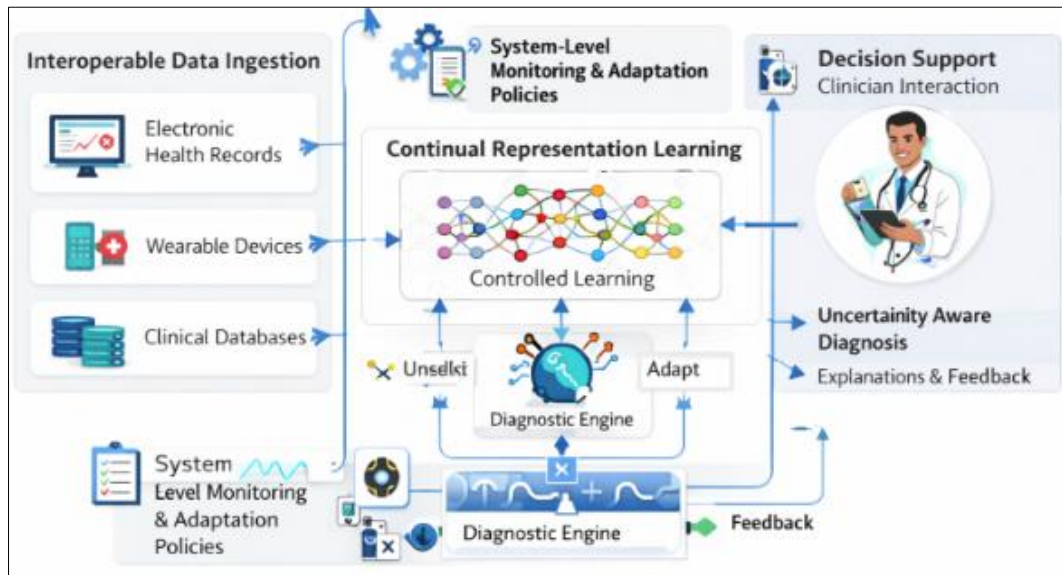 Interoperable Data Ingestion
Electronic
Health Records
Wearable Devices
Clinical Databases
System-Level
Monitoring & Adaptation
Policies
Continual Representation Learning
Controlled Learning
Adapt
Diagnostic Engine
Decision Support
Clinician Interaction
Uncertainity Aware
Diagnosis
Explanations & Feedback
System
Level Monitoring
& Adaptation
Policies
Diagnostic Engine
Feedback